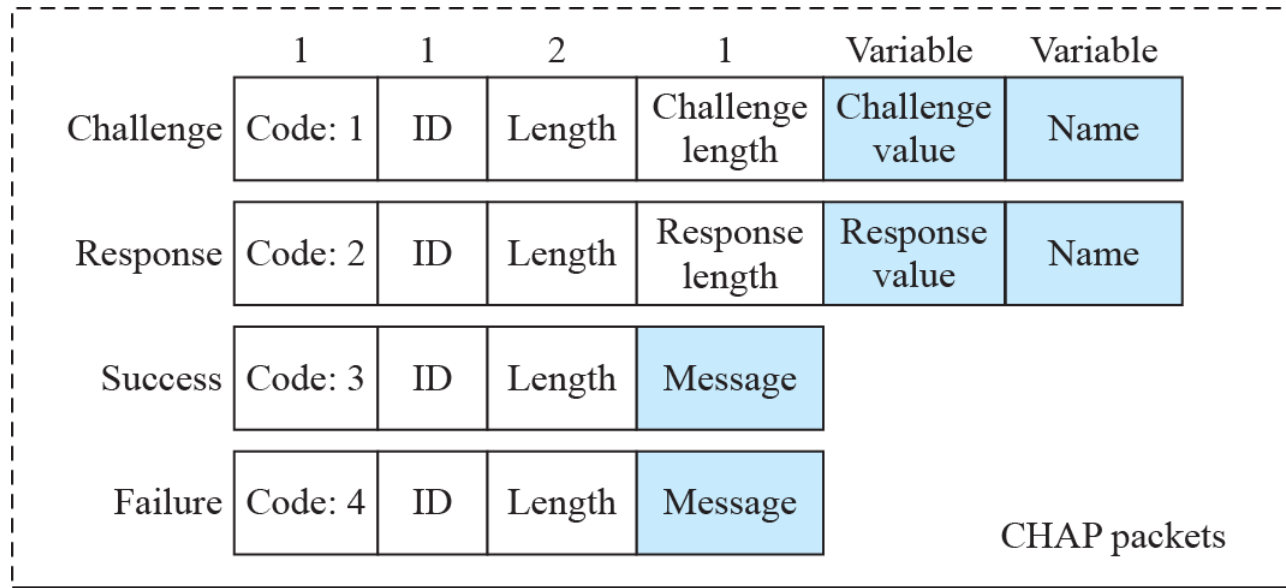 1 1 2 1 Variable Variable
Challenge Code: 1 ID Length Challenge length Challenge value Name
Response Code: 2 ID Length Response length Response value Name
Success Code: 3 ID Length Message
Failure Code: 4 ID Length Message
CHAP packets